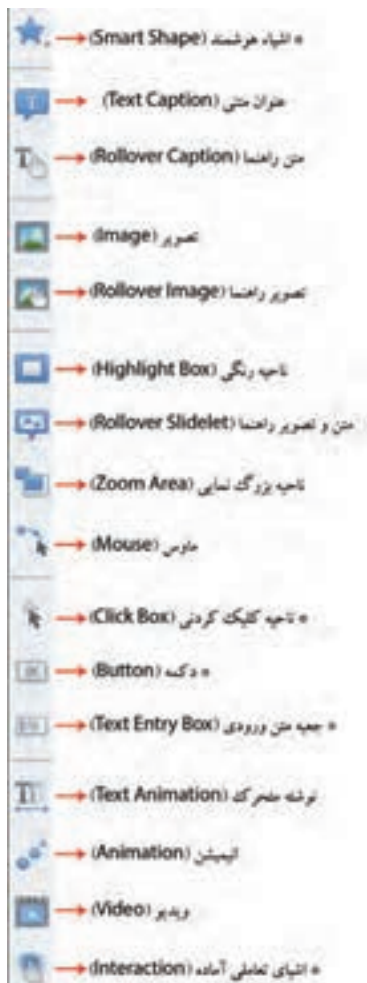 * اشیاء هوشمند (Smart Shape)
عنوان متنی (Text Caption)
متن راهنما (Rollover Caption)
تصویر (Image)
تصویر راهنما (Rollover Image)
ناحیه رنگی (Highlight Box)
متن و تصویر راهنما (Rollover Slidelet)
ناحیه بزرگ نمایی (Zoom Area)
ماوس (Mouse)
* ناحیه کلیک کردنی (Click Box)
* دکمه (Button)
* جعبه متن ورودی (Text Entry Box)
نوشته متحرک (Text Animation)
انیمیشن (Animation)
ویدیو (Video)
* اشیای تعاملی آماده (Interaction)